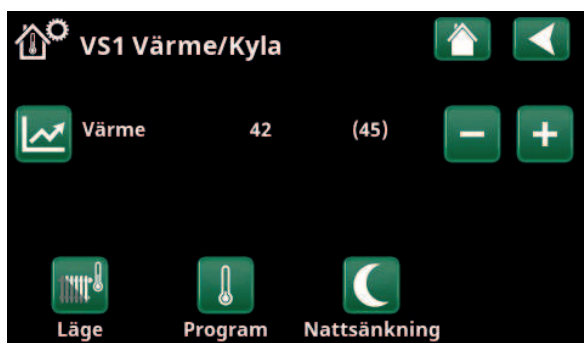 VS1 Värme/Kyla
Värme 42 (45)
Läge Program Nattsänkning